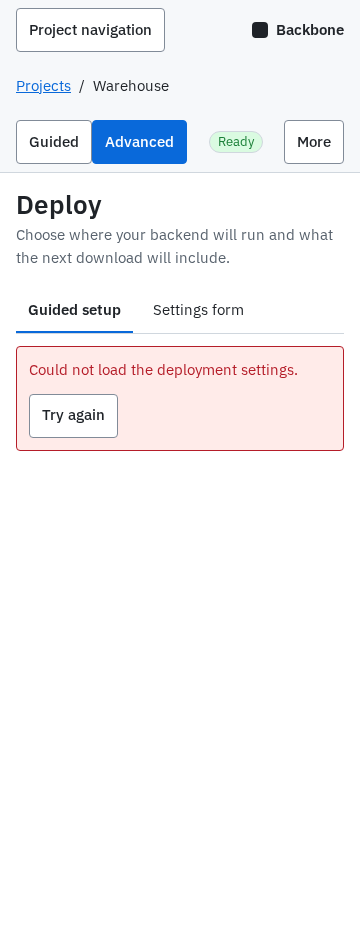 Project navigation
Backbone
Projects / Warehouse
Guided
Advanced
Ready
More
Deploy
Choose where your backend will run and what
the next download will include.
Guided setup
Settings form
Could not load the deployment settings.
Try again